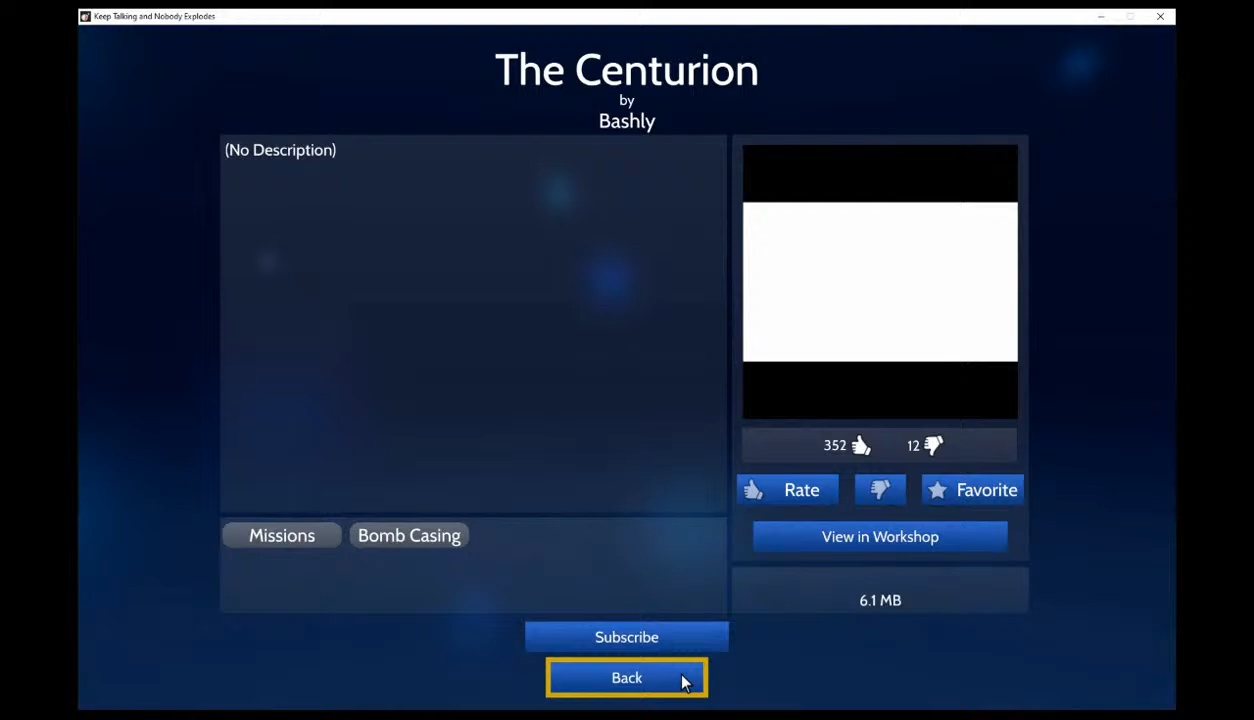 Keep Talking and Nobody Explodes
The Centurion
by
Bashly
(No Description)
352
12
Rate
Favorite
View in Workshop
Missions
Bomb Casing
6.1 MB
Subscribe
Back